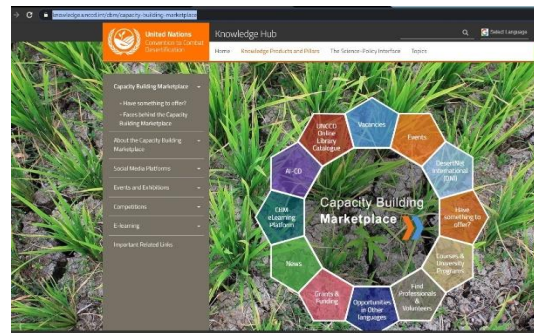 knowledge.unccd.int/cbm/capacity-building-marketplace
United Nations
Convention to Combat
Desertification
Knowledge Hub
Select Language
Home
Knowledge Products and Pillars
The Science-Policy Interface
Topics
Capacity Building Marketplace
- Have something to offer?
- Faces behind the Capacity
Building Marketplace
About the Capacity Building
Marketplace
Social Media Platforms
Events and Exhibitions
Competitions
E-learning
Important Related Links
Capacity Building
Marketplace
Vacancies
Events
DesertNet
International
(DNI)
Have
something to
offer?
Courses &
University
Programs
Find
Professionals
&
Volunteers
Opportunities
in Other
languages
Grants &
Funding
News
CBM
eLearning
Platform
AI-CD
UNCCD
Online
Library
Catalogue